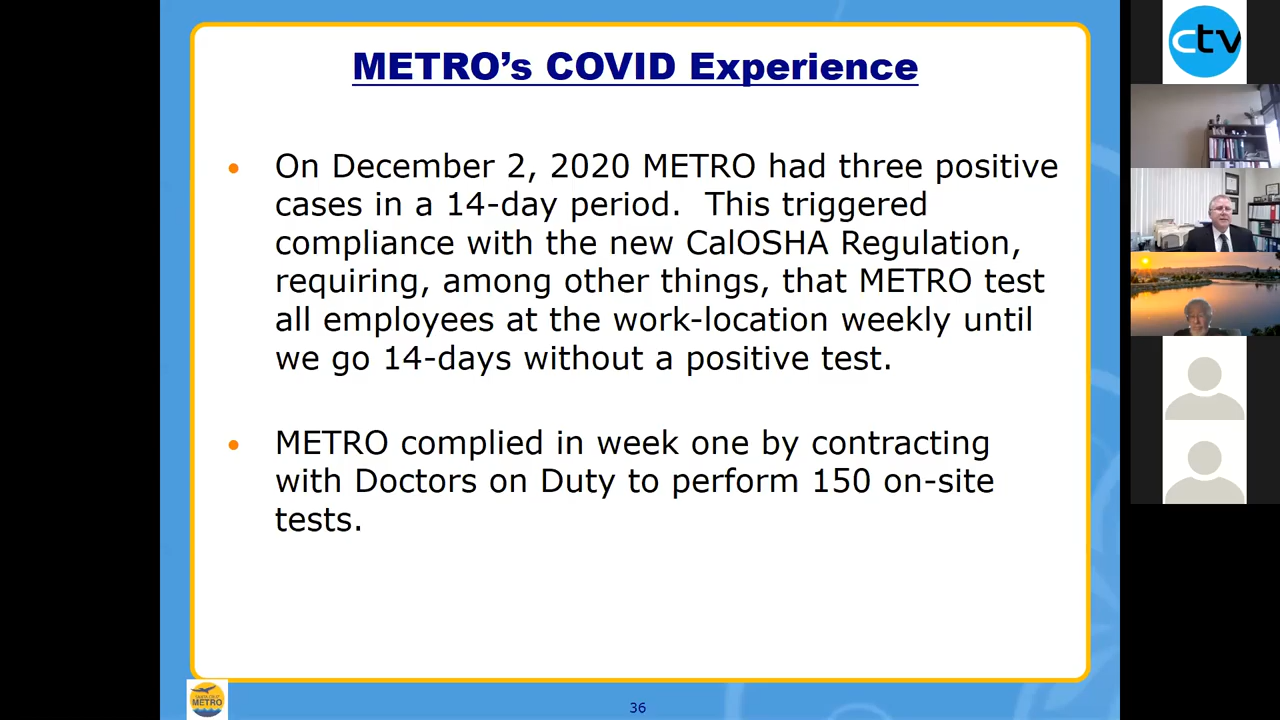 METRO's COVID Experience
• On December 2, 2020 METRO had three positive
cases in a 14-day period.  This triggered
compliance with the new CalOSHA Regulation,
requiring, among other things, that METRO test
all employees at the work-location weekly until
we go 14-days without a positive test.
• METRO complied in week one by contracting
with Doctors on Duty to perform 150 on-site
tests.
METRO
36
ctv